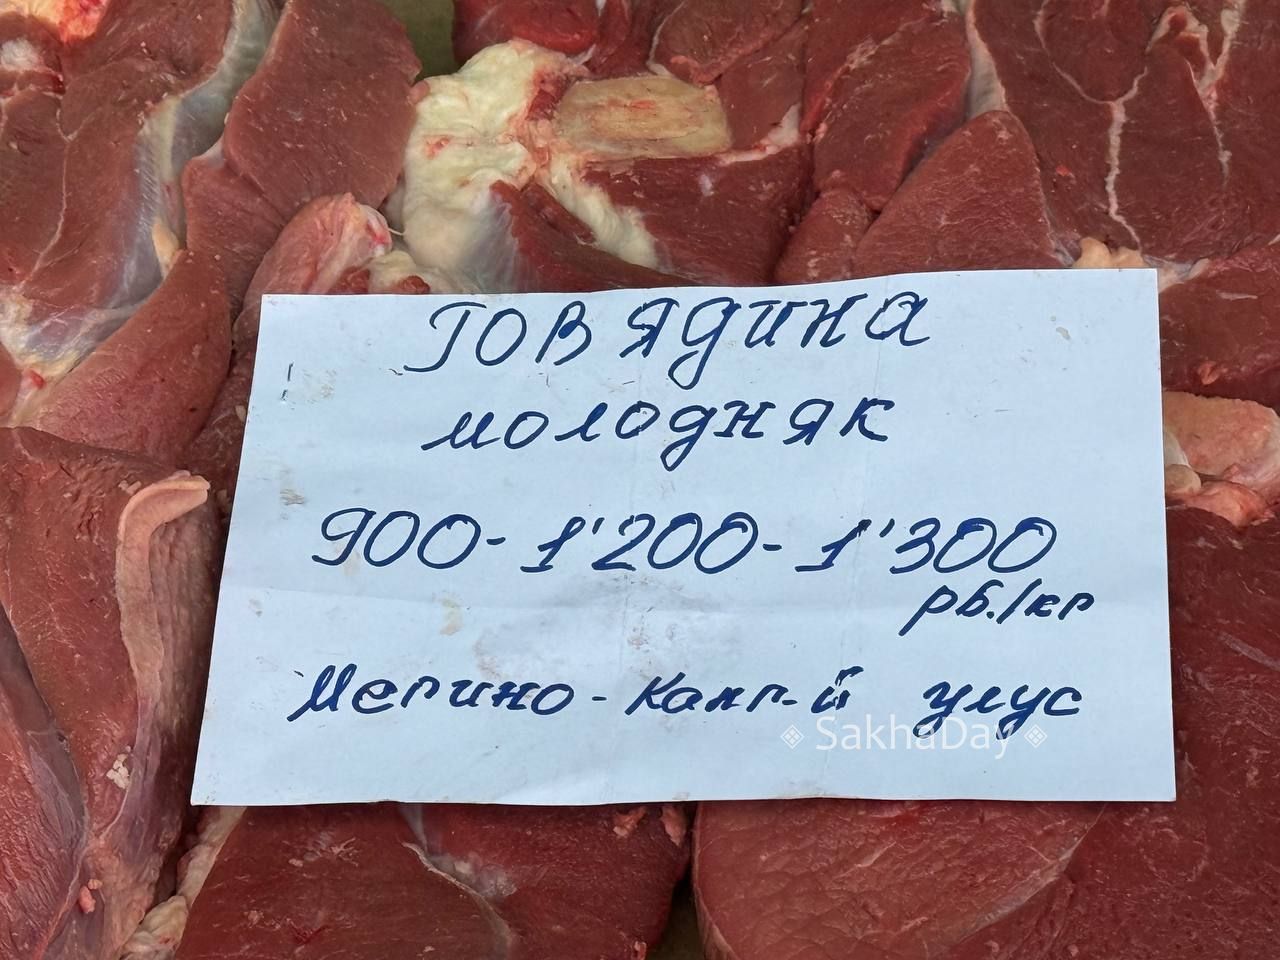 Говядина
молодняк
900-1'200-1'300
рб./кг
Мегино-Канг-й улус
SakhaDay